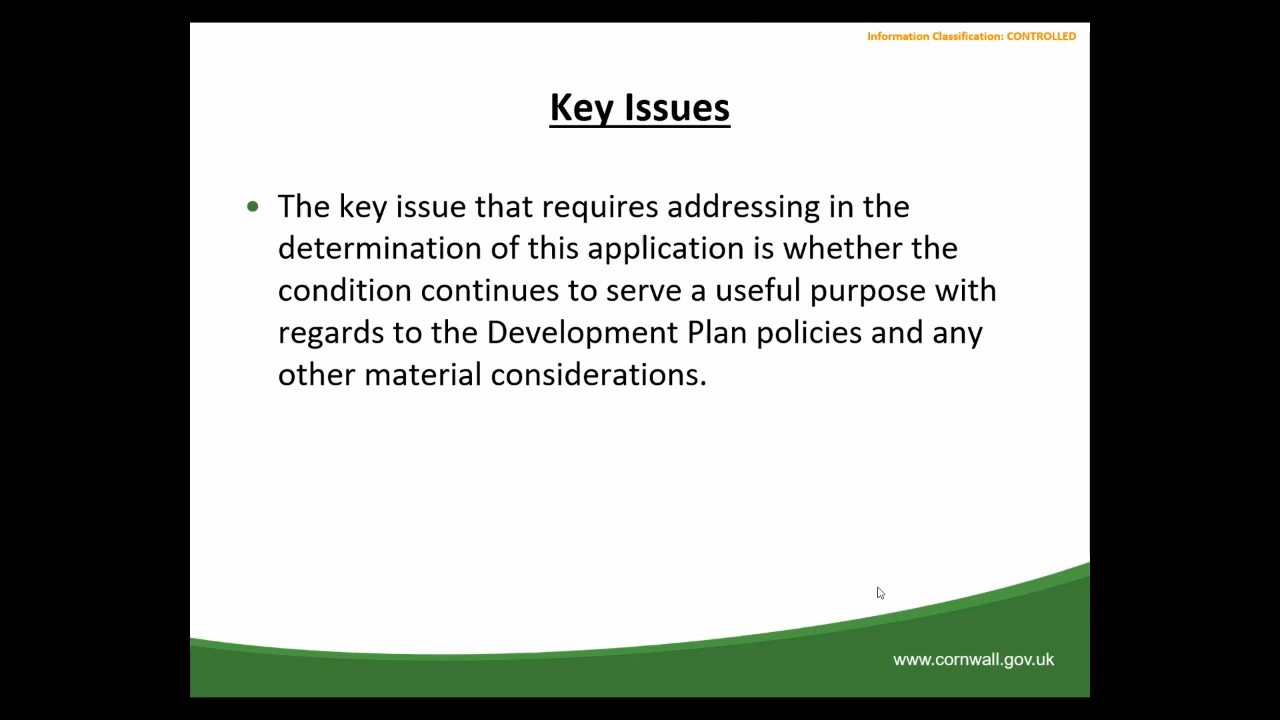 Information Classification: CONTROLLED
Key Issues
• The key issue that requires addressing in the
determination of this application is whether the
condition continues to serve a useful purpose with
regards to the Development Plan policies and any
other material considerations.
www.cornwall.gov.uk